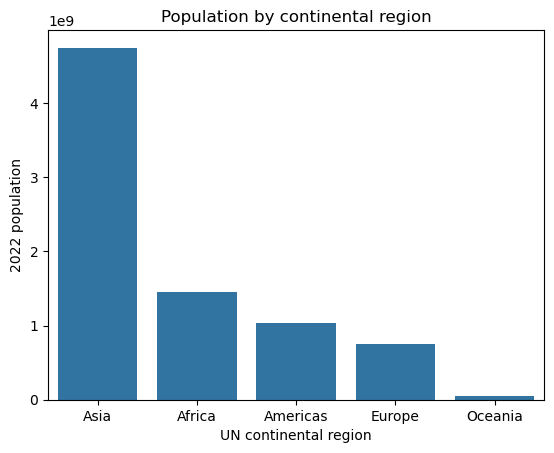 Population by continental region
1e9
4
3
2
1
0
2022 population
Asia Africa Americas Europe Oceania
UN continental region